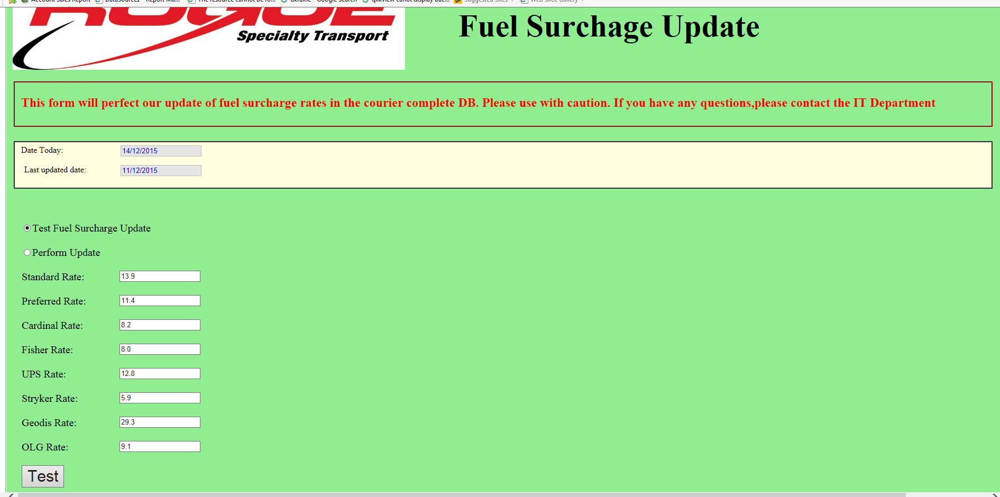 Account Sales Report
DataSource1 - Report Ma...
The resource cannot be fo...
ukraine - Google Search
qlikview canot display bac...
Suggested Sites
Web Slice Gallery
ROGUE
Specialty Transport
Fuel Surchage Update
This form will perfect our update of fuel surcharge rates in the courier complete DB. Please use with caution. If you have any questions,please contact the IT Department
Date Today: 14/12/2015
Last updated date: 11/12/2015
Test Fuel Surcharge Update
Perform Update
Standard Rate: 13.9
Preferred Rate: 11.4
Cardinal Rate: 8.2
Fisher Rate: 8.0
UPS Rate: 12.8
Stryker Rate: 5.9
Geodis Rate: 29.3
OLG Rate: 9.1
Test